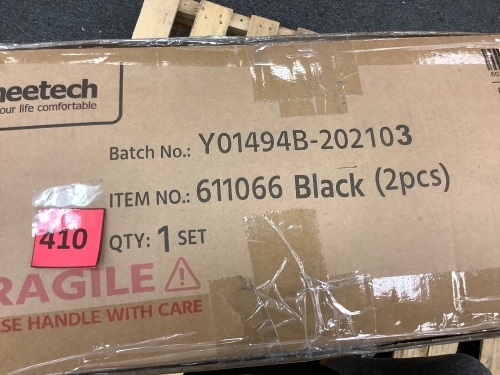 neetech
our life comfortable
Batch No.: Y01494B-202103
ITEM NO.: 611066 Black (2pcs)
410
QTY: 1 SET
RAGILE
SE HANDLE WITH CARE